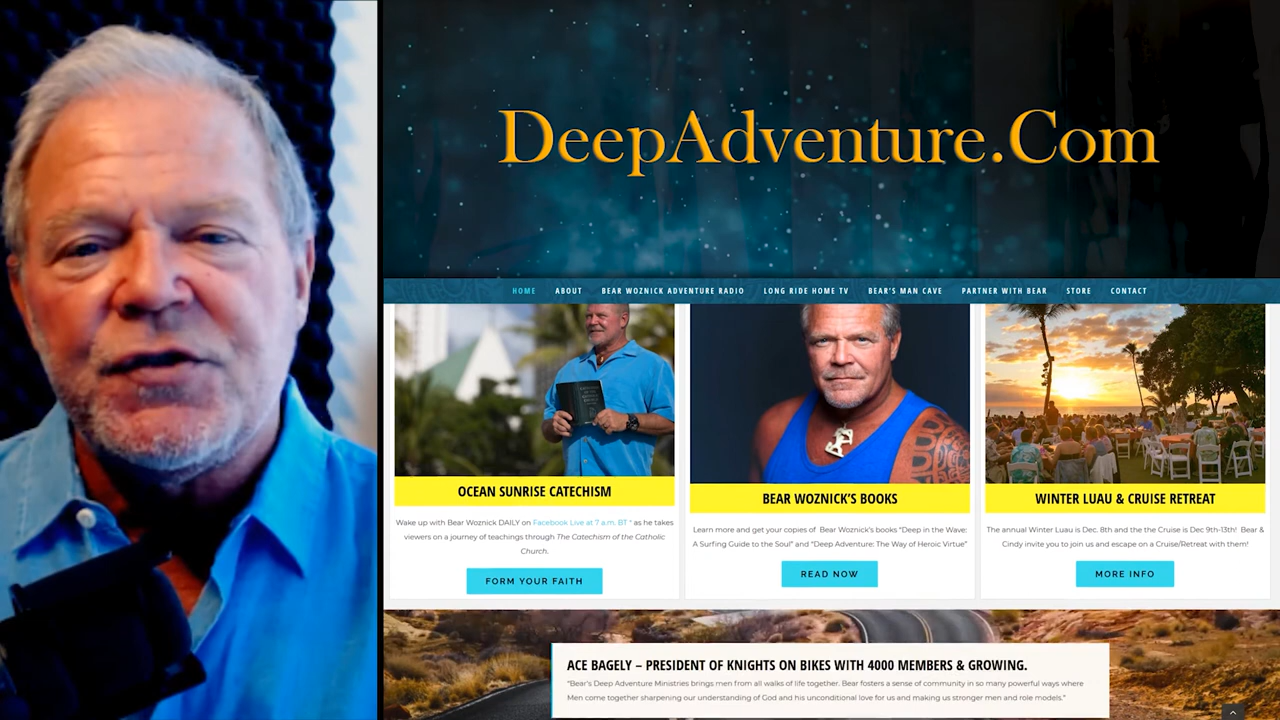 DeepAdventure.Com
HOME ABOUT BEAR WOZNICK ADVENTURE RADIO LONG RIDE HOME TV BEAR'S MAN CAVE PARTNER WITH BEAR STORE CONTACT
OCEAN SUNRISE CATECHISM
Wake up with Bear Woznick DAILY on Facebook Live at 7 a.m. BT * as he takes
viewers on a journey of teachings through The Catechism of the Catholic
Church.
FORM YOUR FAITH
BEAR WOZNICK'S BOOKS
Learn more and get your copies of Bear Woznick's books "Deep in the Wave:
A Surfing Guide to the Soul" and "Deep Adventure: The Way of Heroic Virtue"
READ NOW
WINTER LUAU & CRUISE RETREAT
The annual Winter Luau is Dec. 8th and the the Cruise is Dec 9th-13th! Bear &
Cindy invite you to join us and escape on a Cruise/Retreat with them!
MORE INFO
ACE BAGELY – PRESIDENT OF KNIGHTS ON BIKES WITH 4000 MEMBERS & GROWING.
"Bear's Deep Adventure Ministries brings men from all walks of life together. Bear fosters a sense of community in so many powerful ways where
Men come together sharpening our understanding of God and his unconditional love for us and making us stronger men and role models."